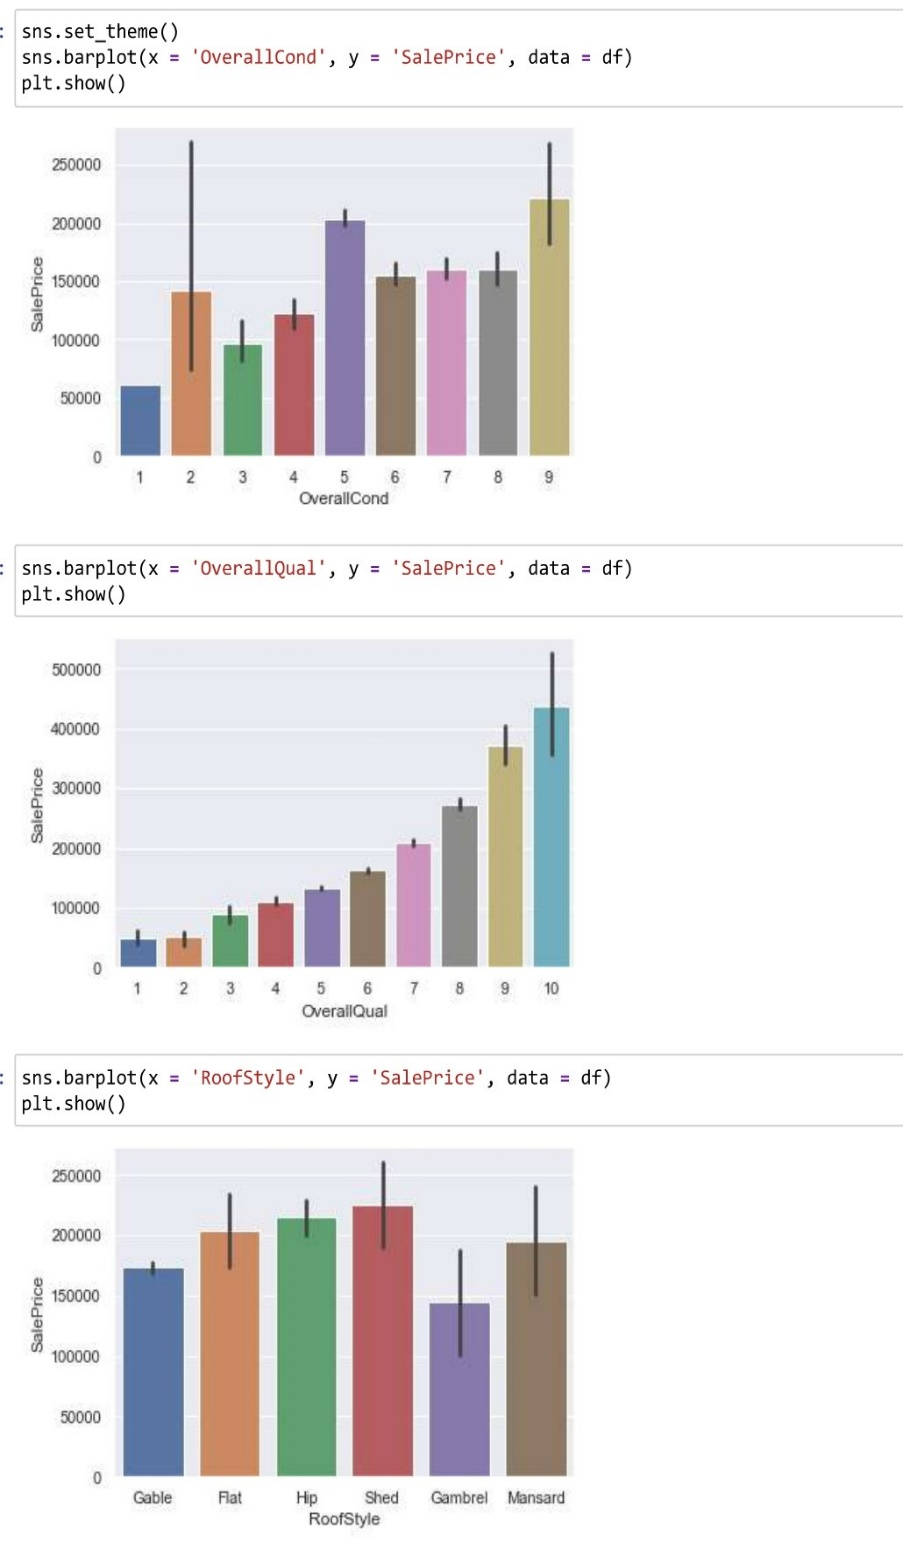 : sns.set_theme()
sns.barplot(x = 'OverallCond', y = 'SalePrice', data = df)
plt.show()
250000
200000
150000
100000
50000
0
SalePrice
1 2 3 4 5 6 7 8 9
OverallCond
: sns.barplot(x = 'OverallQual', y = 'SalePrice', data = df)
plt.show()
500000
400000
300000
200000
100000
0
SalePrice
1 2 3 4 5 6 7 8 9 10
OverallQual
: sns.barplot(x = 'RoofStyle', y = 'SalePrice', data = df)
plt.show()
250000
200000
150000
100000
50000
0
SalePrice
Gable Flat Hip Shed Gambrel Mansard
RoofStyle